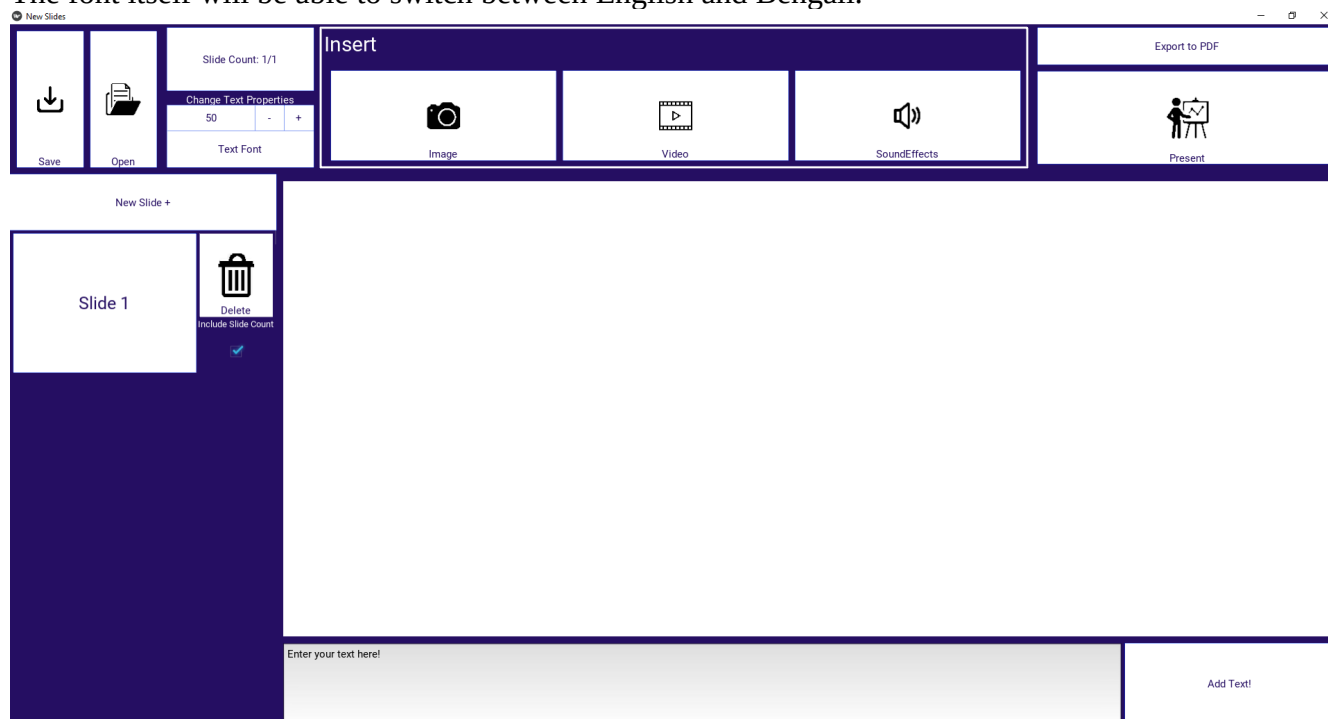 The font itself will be able to switch between English and Bengali.
New Slides
Save
Open
Slide Count: 1/1
Change Text Properties
50
-
+
Text Font
Insert
Image
Video
SoundEffects
Export to PDF
Present
New Slide +
Slide 1
Delete
Include Slide Count
Enter your text here!
Add Text!